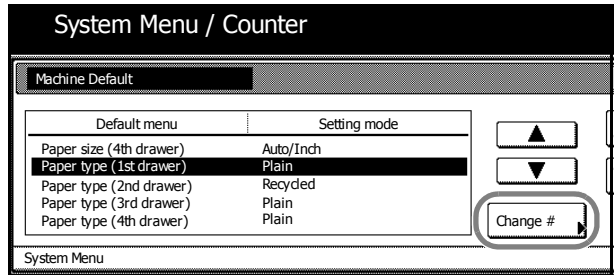 System Menu / Counter
Machine Default
Default menu Setting mode
Paper size (4th drawer) Auto/Inch
Paper type (1st drawer) Plain
Paper type (2nd drawer) Recycled
Paper type (3rd drawer) Plain
Paper type (4th drawer) Plain
Change #
System Menu